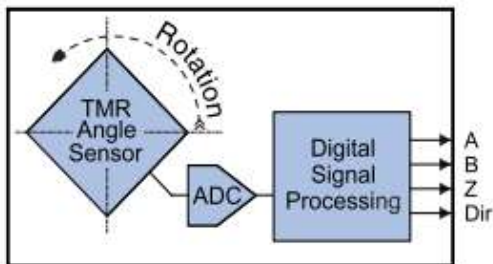 Rotation
TMR
Angle
Sensor
ADC
Digital
Signal
Processing
A
B
Z
Dir